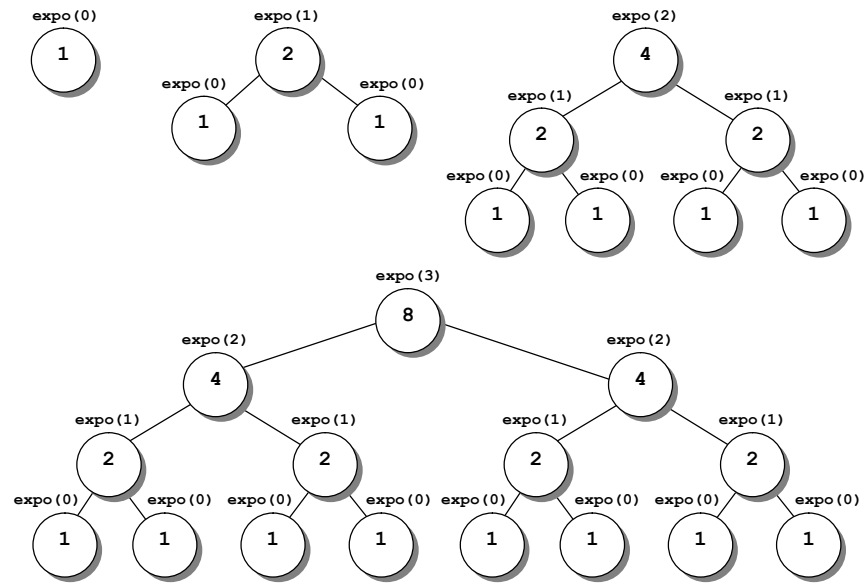 expo(0) expo(1) expo(2)
1 2 4
expo(0) expo(0) expo(1) expo(1)
1 1 2 2
expo(0) expo(0) expo(0) expo(0)
1 1 1 1
expo(3)
8
expo(2) expo(2)
4 4
expo(1) expo(1) expo(1) expo(1)
2 2 2 2
expo(0) expo(0) expo(0) expo(0) expo(0) expo(0) expo(0) expo(0)
1 1 1 1 1 1 1 1